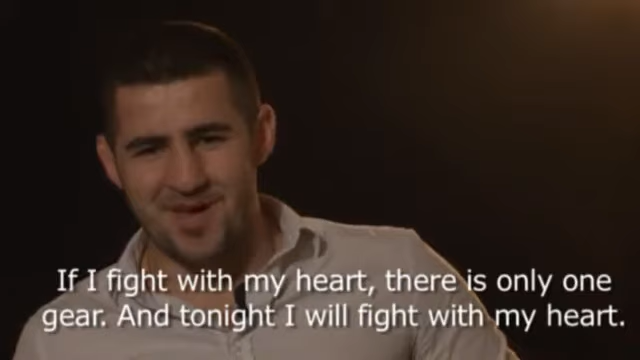 If I fight with my heart, there is only one
gear. And tonight I will fight with my heart.